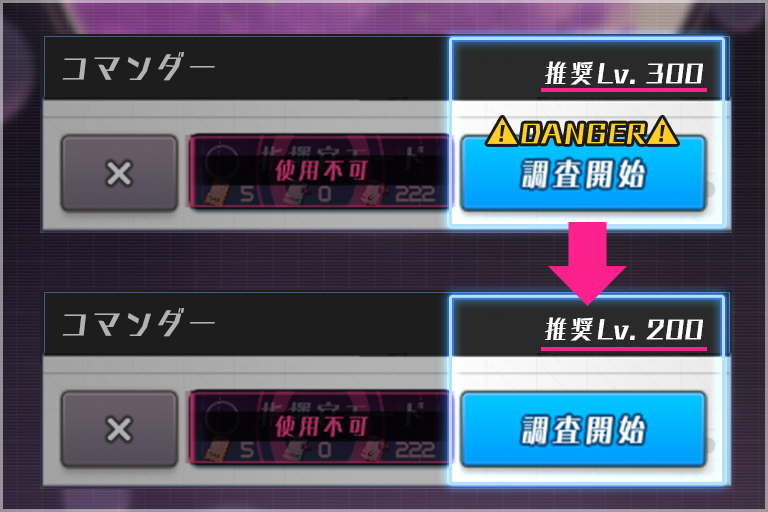 コマンダー
推奨Lv. 300
DANGER
使用不可
調査開始
5
0
222
コマンダー
推奨Lv. 200
使用不可
調査開始
5
0
222